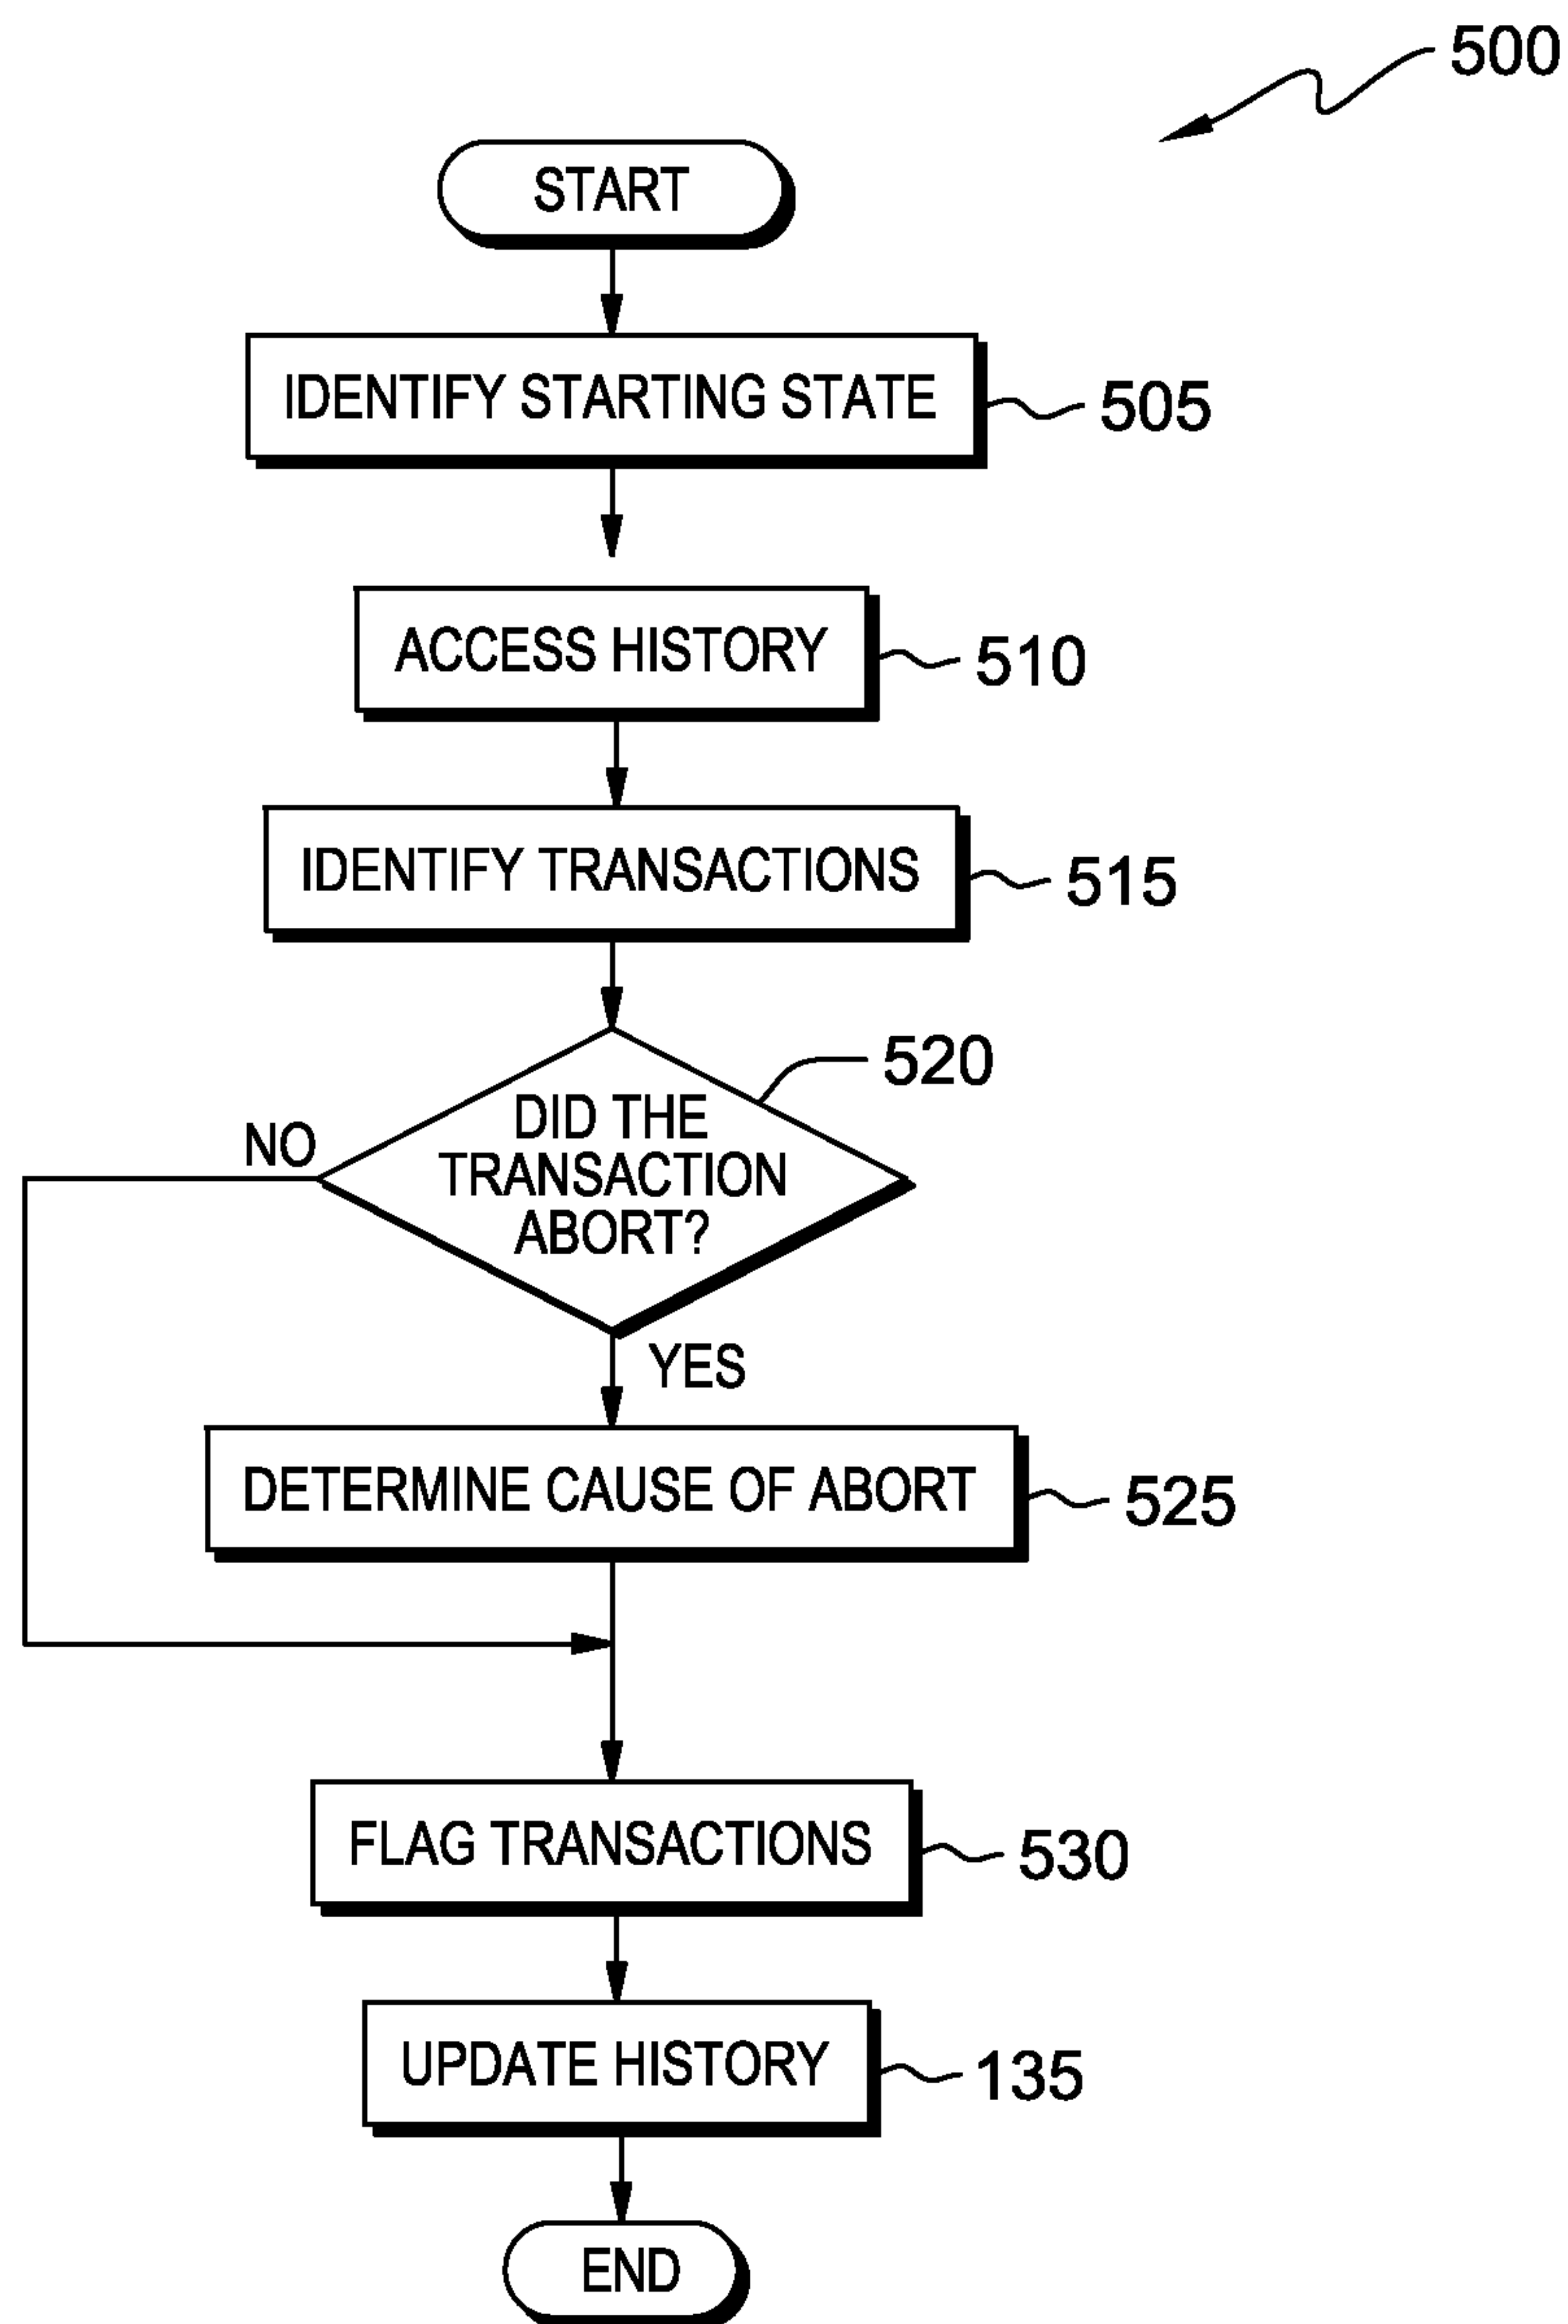 500
START
IDENTIFY STARTING STATE
505
ACCESS HISTORY
510
IDENTIFY TRANSACTIONS
515
520
DID THE
TRANSACTION
ABORT?
NO
YES
DETERMINE CAUSE OF ABORT
525
FLAG TRANSACTIONS
530
UPDATE HISTORY
135
END